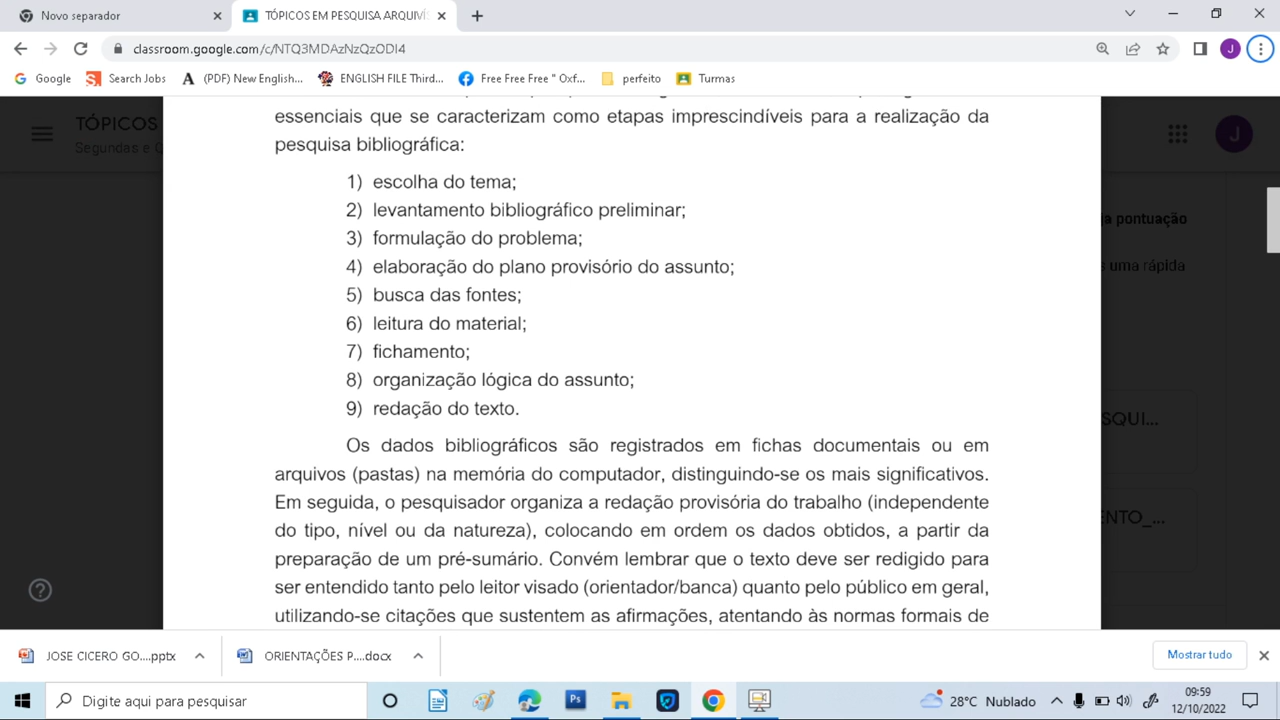 Novo separador
TÓPICOS EM PESQUISA ARQUIVÍS
classroom.google.com/c/NTQ3MDAzNzQzODI4
J
Google
Search Jobs
(PDF) New English...
ENGLISH FILE Third...
Free Free Free " Oxf...
perfeito
Turmas
TÓPICOS
Segundas e Q
J
essenciais que se caracterizam como etapas imprescindíveis para a realização da
pesquisa bibliográfica:
1) escolha do tema;
2) levantamento bibliográfico preliminar;
3) formulação do problema;
4) elaboração do plano provisório do assunto;
5) busca das fontes;
6) leitura do material;
7) fichamento;
8) organização lógica do assunto;
9) redação do texto.
ja pontuação
s uma rápida
ESQUI...
ENTO_...
Os dados bibliográficos são registrados em fichas documentais ou em
arquivos (pastas) na memória do computador, distinguindo-se os mais significativos.
Em seguida, o pesquisador organiza a redação provisória do trabalho (independente
do tipo, nível ou da natureza), colocando em ordem os dados obtidos, a partir da
preparação de um pré-sumário. Convém lembrar que o texto deve ser redigido para
ser entendido tanto pelo leitor visado (orientador/banca) quanto pelo público em geral,
utilizando-se citações que sustentem as afirmações, atentando às normas formais de
JOSE CICERO GO....pptx
ORIENTAÇÕES P....docx
Mostrar tudo
Digite aqui para pesquisar
Ps
28°C Nublado
09:59
12/10/2022